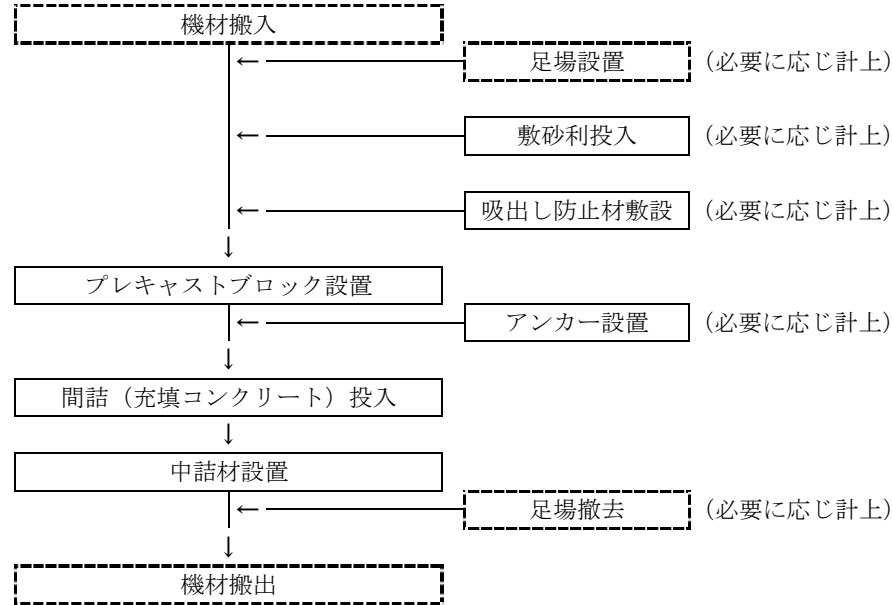 機材搬入
← 足場設置 (必要に応じ計上)
← 敷砂利投入 (必要に応じ計上)
← 吸出し防止材敷設 (必要に応じ計上)
↓
プレキャストブロック設置
← アンカー設置 (必要に応じ計上)
↓
間詰（充填コンクリート）投入
↓
中詰材設置
← 足場撤去 (必要に応じ計上)
↓
機材搬出